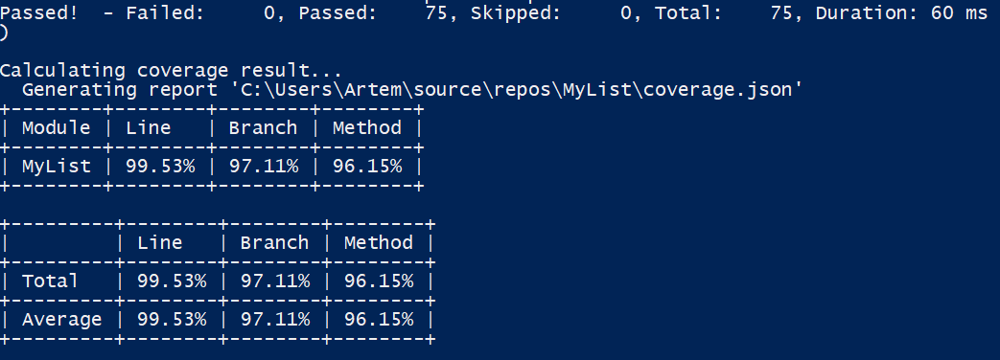 Passed!  - Failed:     0, Passed:    75, Skipped:     0, Total:    75, Duration: 60 ms
)
Calculating coverage result...
  Generating report 'C:\Users\Artem\source\repos\MyList\coverage.json'
+--------+--------+--------+--------+
| Module | Line   | Branch | Method |
+--------+--------+--------+--------+
| MyList | 99.53% | 97.11% | 96.15% |
+--------+--------+--------+--------+
+---------+--------+--------+--------+
|         | Line   | Branch | Method |
+---------+--------+--------+--------+
| Total   | 99.53% | 97.11% | 96.15% |
+---------+--------+--------+--------+
| Average | 99.53% | 97.11% | 96.15% |
+---------+--------+--------+--------+